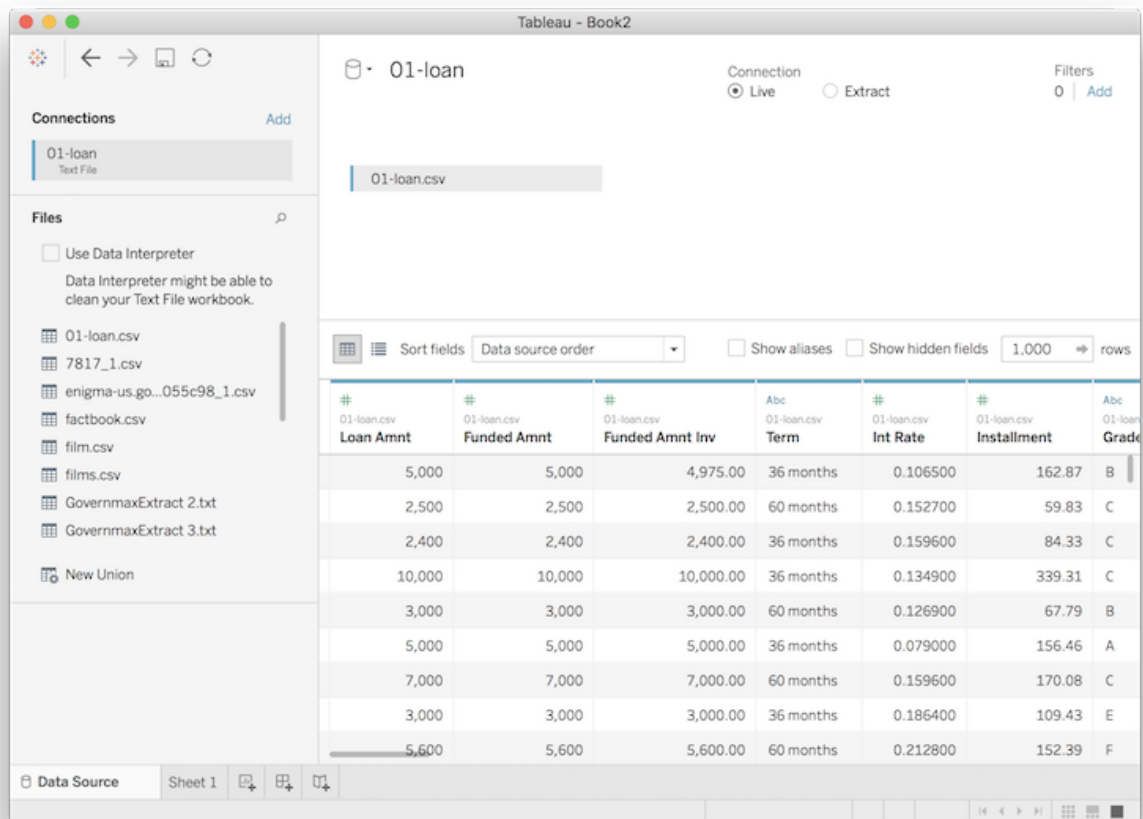 Tableau - Book2
01-loan
Connection
Live
Extract
Filters
0
Add
Connections
Add
01-loan
Text File
01-loan.csv
Files
Use Data Interpreter
Data Interpreter might be able to
clean your Text File workbook.
01-loan.csv
7817_1.csv
enigma-us.go...055c98_1.csv
factbook.csv
film.csv
films.csv
GovernmaxExtract 2.txt
GovernmaxExtract 3.txt
New Union
Sort fields Data source order Show aliases Show hidden fields 1,000 rows
# # # Abc # # Abc
01-loan.csv 01-loan.csv 01-loan.csv 01-loan.csv 01-loan.csv 01-loan.csv 01-loan
Loan Amnt Funded Amnt Funded Amnt Inv Term Int Rate Installment Grade
5,000 5,000 4,975.00 36 months 0.106500 162.87 B
2,500 2,500 2,500.00 60 months 0.152700 59.83 C
2,400 2,400 2,400.00 36 months 0.159600 84.33 C
10,000 10,000 10,000.00 36 months 0.134900 339.31 C
3,000 3,000 3,000.00 60 months 0.126900 67.79 B
5,000 5,000 5,000.00 36 months 0.079000 156.46 A
7,000 7,000 7,000.00 60 months 0.159600 170.08 C
3,000 3,000 3,000.00 36 months 0.186400 109.43 E
5,600 5,600 5,600.00 60 months 0.212800 152.39 F
Data Source Sheet 1